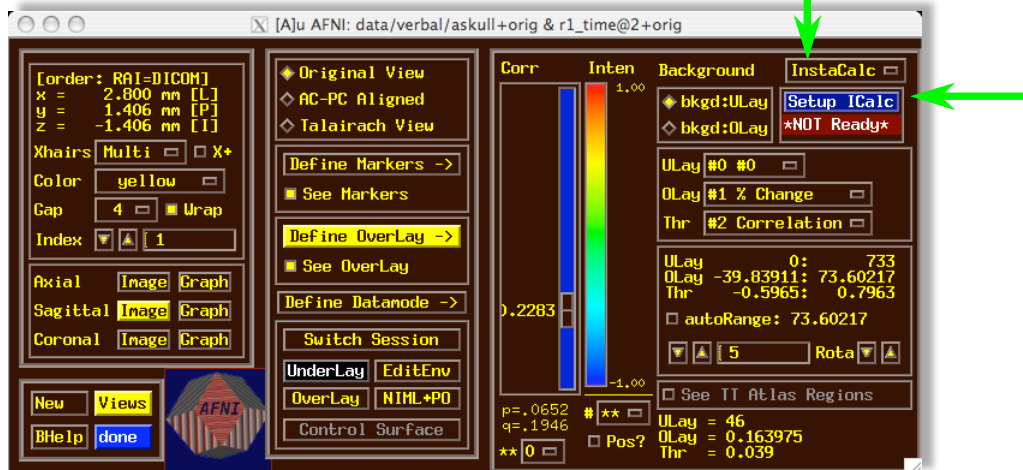 [A]u AFNI: data/verbal/askull+orig & r1_time@2+orig
[order: RAI=DICOM]
x = 2.800 mm [L]
y = 1.406 mm [P]
z = -1.406 mm [I]
Xhairs Multi X+
Color yellow
Gap 4 Wrap
Index 1
Axial Image Graph
Sagittal Image Graph
Coronal Image Graph
New Views
BHelp done
AFNI
Original View
AC-PC Aligned
Talairach View
Define Markers ->
See Markers
Define OverLay ->
See OverLay
Define Datamode ->
Switch Session
UnderLay EditEnv
OverLay NIML+PO
Control Surface
Corr Inten
1.00
0.2283
-1.00
p=.0652
q=.1946
# **
Pos?
** 0
Background InstaCalc
bkgd:ULay Setup ICalc
bkgd:OLay *NOT Ready*
ULay #0 #0
OLay #1 % Change
Thr #2 Correlation
ULay 0: 733
OLay -39.83911: 73.60217
Thr -0.5965: 0.7963
autoRange: 73.60217
5 Rota
See TT Atlas Regions
ULay = 46
OLay = 0.163975
Thr = 0.039